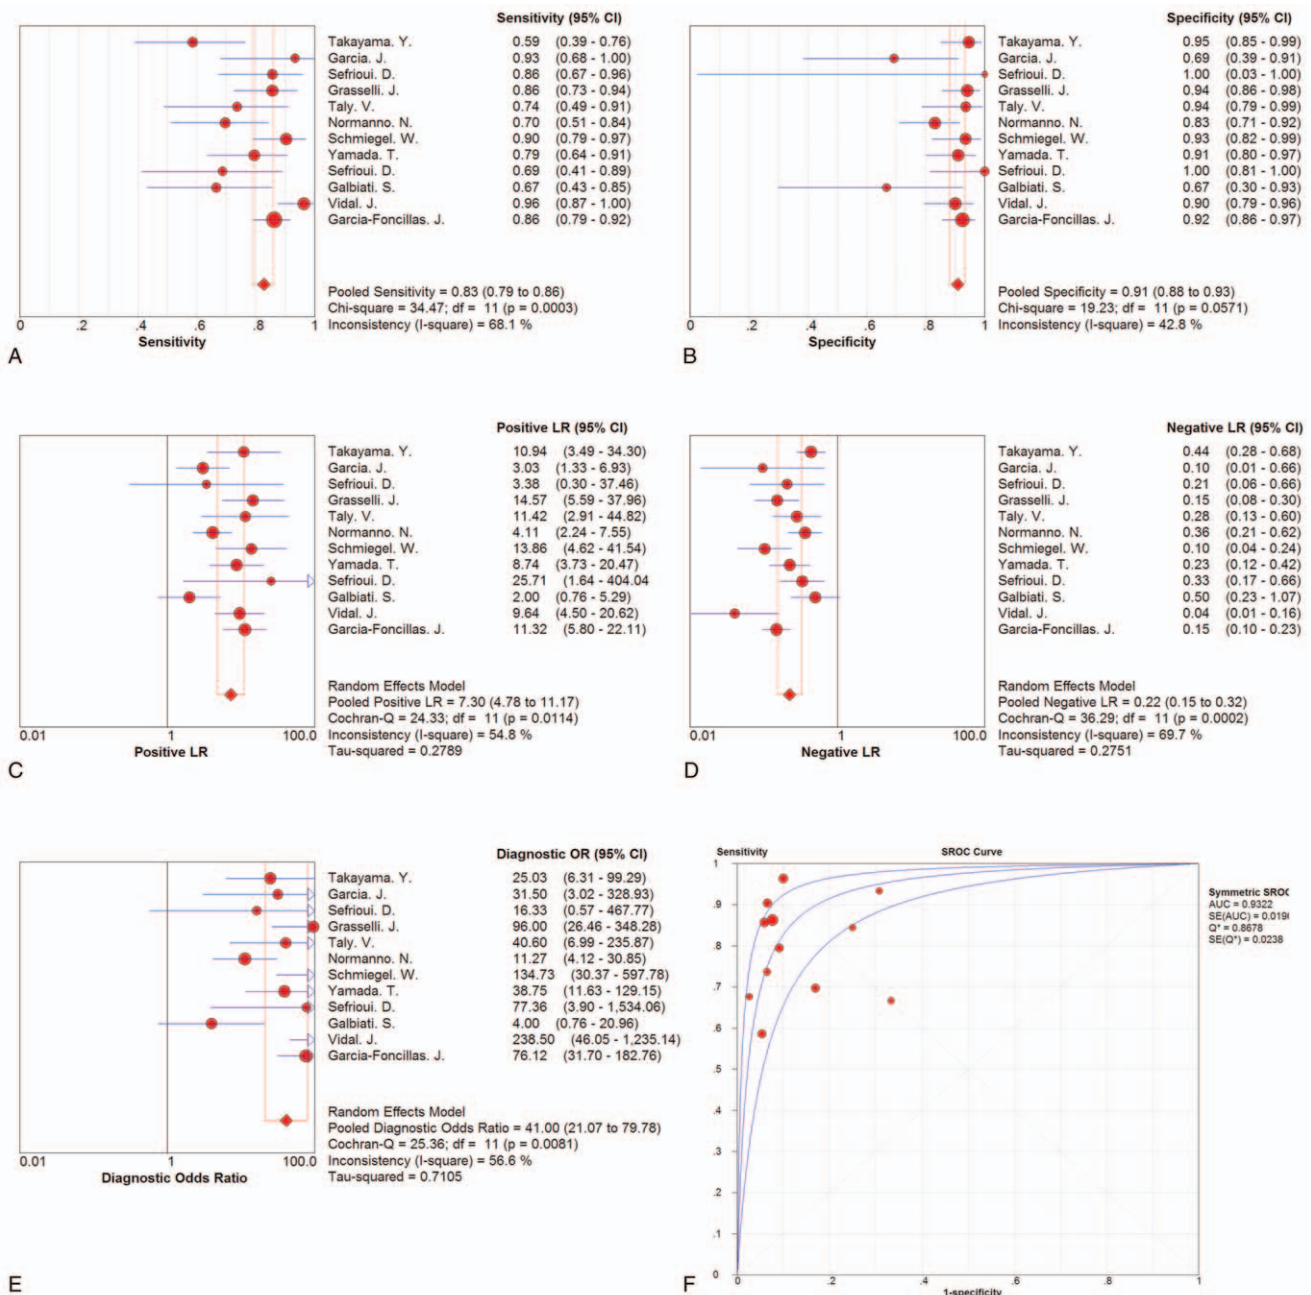 Sensitivity (95% CI)
Takayama. Y. 0.59 (0.39 - 0.76)
Garcia. J. 0.93 (0.68 - 1.00)
Sefrioui. D. 0.86 (0.67 - 0.96)
Grasselli. J. 0.86 (0.73 - 0.94)
Taly. V. 0.74 (0.49 - 0.91)
Normanno. N. 0.70 (0.51 - 0.84)
Schmiegel. W. 0.90 (0.79 - 0.97)
Yamada. T. 0.79 (0.64 - 0.91)
Sefrioui. D. 0.69 (0.41 - 0.89)
Galbiati. S. 0.67 (0.43 - 0.85)
Vidal. J. 0.96 (0.87 - 1.00)
Garcia-Foncillas. J. 0.86 (0.79 - 0.92)
Pooled Sensitivity = 0.83 (0.79 to 0.86)
Chi-square = 34.47; df = 11 (p = 0.0003)
Inconsistency (I-square) = 68.1 %
0 .2 .4 .6 .8 1
Sensitivity
A
Specificity (95% CI)
Takayama. Y. 0.95 (0.85 - 0.99)
Garcia. J. 0.69 (0.39 - 0.91)
Sefrioui. D. 1.00 (0.03 - 1.00)
Grasselli. J. 0.94 (0.86 - 0.98)
Taly. V. 0.94 (0.79 - 0.99)
Normanno. N. 0.83 (0.71 - 0.92)
Schmiegel. W. 0.93 (0.82 - 0.99)
Yamada. T. 0.91 (0.80 - 0.97)
Sefrioui. D. 1.00 (0.81 - 1.00)
Galbiati. S. 0.67 (0.30 - 0.93)
Vidal. J. 0.90 (0.79 - 0.96)
Garcia-Foncillas. J. 0.92 (0.86 - 0.97)
Pooled Specificity = 0.91 (0.88 to 0.93)
Chi-square = 19.23; df = 11 (p = 0.0571)
Inconsistency (I-square) = 42.8 %
0 .2 .4 .6 .8 1
Specificity
B
Positive LR (95% CI)
Takayama. Y. 10.94 (3.49 - 34.30)
Garcia. J. 3.03 (1.33 - 6.93)
Sefrioui. D. 3.38 (0.30 - 37.46)
Grasselli. J. 14.57 (5.59 - 37.96)
Taly. V. 11.42 (2.91 - 44.82)
Normanno. N. 4.11 (2.24 - 7.55)
Schmiegel. W. 13.86 (4.62 - 41.54)
Yamada. T. 8.74 (3.73 - 20.47)
Sefrioui. D. 25.71 (1.64 - 404.04
Galbiati. S. 2.00 (0.76 - 5.29)
Vidal. J. 9.64 (4.50 - 20.62)
Garcia-Foncillas. J. 11.32 (5.80 - 22.11)
Random Effects Model
Pooled Positive LR = 7.30 (4.78 to 11.17)
Cochran-Q = 24.33; df = 11 (p = 0.0114)
Inconsistency (I-square) = 54.8 %
Tau-squared = 0.2789
0.01 1 100.0
Positive LR
C
Negative LR (95% CI)
Takayama. Y. 0.44 (0.28 - 0.68)
Garcia. J. 0.10 (0.01 - 0.66)
Sefrioui. D. 0.21 (0.06 - 0.66)
Grasselli. J. 0.15 (0.08 - 0.30)
Taly. V. 0.28 (0.13 - 0.60)
Normanno. N. 0.36 (0.21 - 0.62)
Schmiegel. W. 0.10 (0.04 - 0.24)
Yamada. T. 0.23 (0.12 - 0.42)
Sefrioui. D. 0.33 (0.17 - 0.66)
Galbiati. S. 0.50 (0.23 - 1.07)
Vidal. J. 0.04 (0.01 - 0.16)
Garcia-Foncillas. J. 0.15 (0.10 - 0.23)
Random Effects Model
Pooled Negative LR = 0.22 (0.15 to 0.32)
Cochran-Q = 36.29; df = 11 (p = 0.0002)
Inconsistency (I-square) = 69.7 %
Tau-squared = 0.2751
0.01 1 100.0
Negative LR
D
Diagnostic OR (95% CI)
Takayama. Y. 25.03 (6.31 - 99.29)
Garcia. J. 31.50 (3.02 - 328.93)
Sefrioui. D. 16.33 (0.57 - 467.77)
Grasselli. J. 96.00 (26.46 - 348.28)
Taly. V. 40.60 (6.99 - 235.87)
Normanno. N. 11.27 (4.12 - 30.85)
Schmiegel. W. 134.73 (30.37 - 597.78)
Yamada. T. 38.75 (11.63 - 129.15)
Sefrioui. D. 77.36 (3.90 - 1,534.06)
Galbiati. S. 4.00 (0.76 - 20.96)
Vidal. J. 238.50 (46.05 - 1,235.14)
Garcia-Foncillas. J. 76.12 (31.70 - 182.76)
Random Effects Model
Pooled Diagnostic Odds Ratio = 41.00 (21.07 to 79.78)
Cochran-Q = 25.36; df = 11 (p = 0.0081)
Inconsistency (I-square) = 56.6 %
Tau-squared = 0.7105
0.01 1 100.0
Diagnostic Odds Ratio
E
Sensitivity SROC Curve
1
.9
.8
.7
.6
.5
.4
.3
.2
.1
0
0 .2 .4 .6 .8 1
1-specificity
Symmetric SROC
AUC = 0.9322
SE(AUC) = 0.019
Q* = 0.8678
SE(Q*) = 0.0238
F